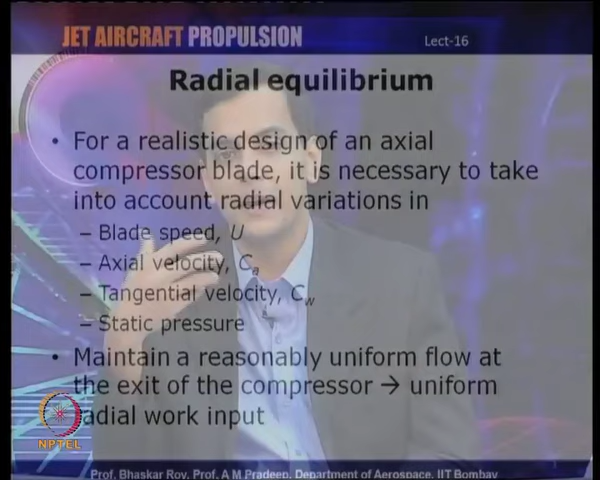 JET AIRCRAFT PROPULSION
Lect-16
Radial equilibrium
• For a realistic design of an axial
compressor blade, it is necessary to take
into account radial variations in
– Blade speed, U
– Axial velocity, Ca
– Tangential velocity, Cw
– Static pressure
• Maintain a reasonably uniform flow at
the exit of the compressor → uniform
radial work input
NPTEL
Prof. Bhaskar Roy, Prof. A M Pradeep, Department of Aerospace, IIT Bombay